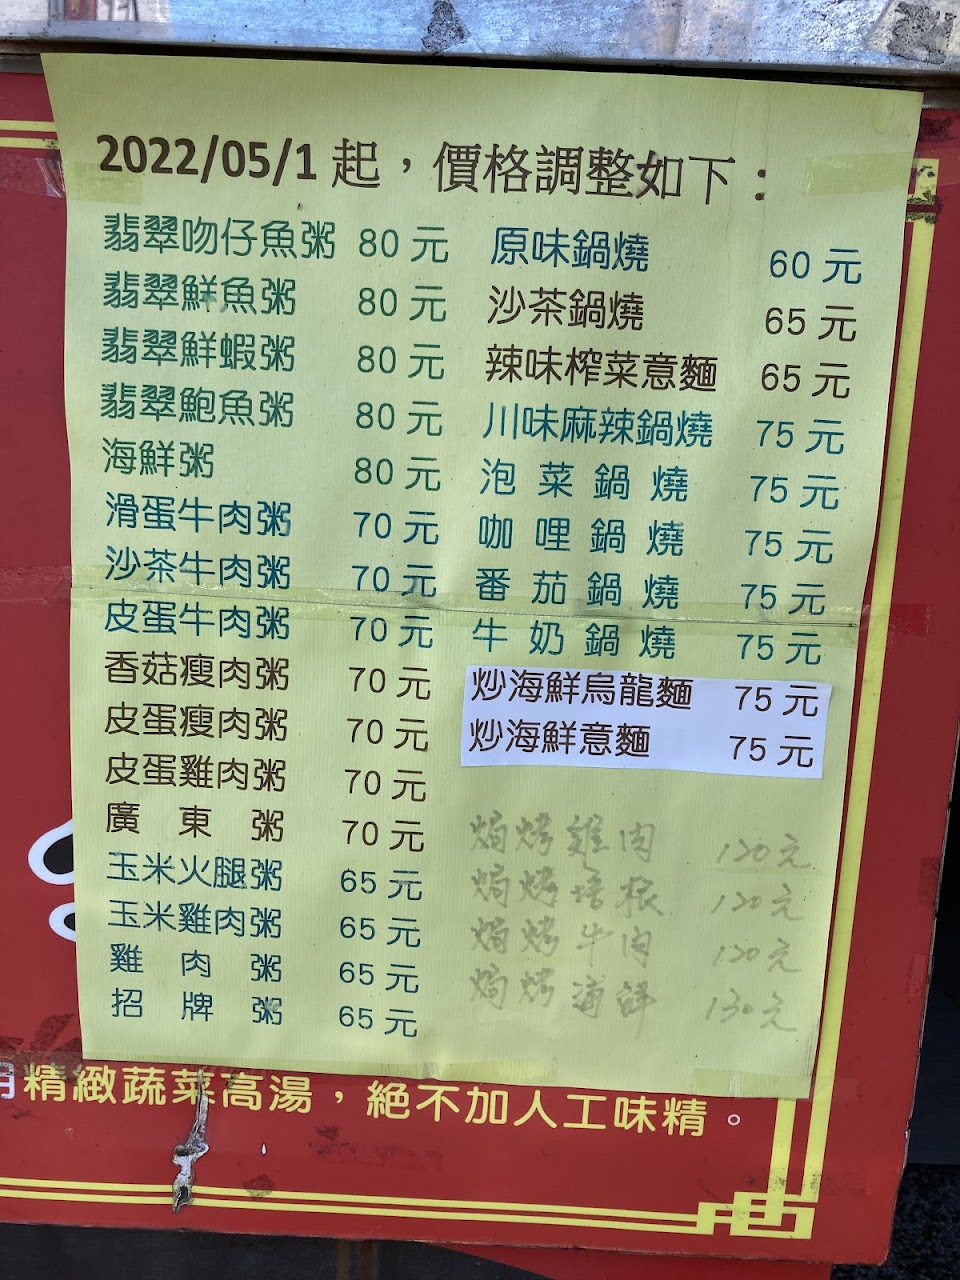 2022/05/1 起，價格調整如下：
翡翠吻仔魚粥 80 元
翡翠鮮魚粥 80 元
翡翠鮮蝦粥 80 元
翡翠鮑魚粥 80 元
海鮮粥 80 元
滑蛋牛肉粥 70 元
沙茶牛肉粥 70 元
皮蛋牛肉粥 70 元
香菇瘦肉粥 70 元
皮蛋瘦肉粥 70 元
皮蛋雞肉粥 70 元
廣東粥 70 元
玉米火腿粥 65 元
玉米雞肉粥 65 元
雞肉粥 65 元
招牌粥 65 元
原味鍋燒 60 元
沙茶鍋燒 65 元
辣味榨菜意麵 65 元
川味麻辣鍋燒 75 元
泡菜鍋燒 75 元
咖哩鍋燒 75 元
番茄鍋燒 75 元
牛奶鍋燒 75 元
炒海鮮烏龍麵 75 元
炒海鮮意麵 75 元
焗烤雞肉 120元
焗烤培根 120元
焗烤牛肉 120元
焗烤海鮮 130元
用精緻蔬菜高湯，絕不加人工味精。